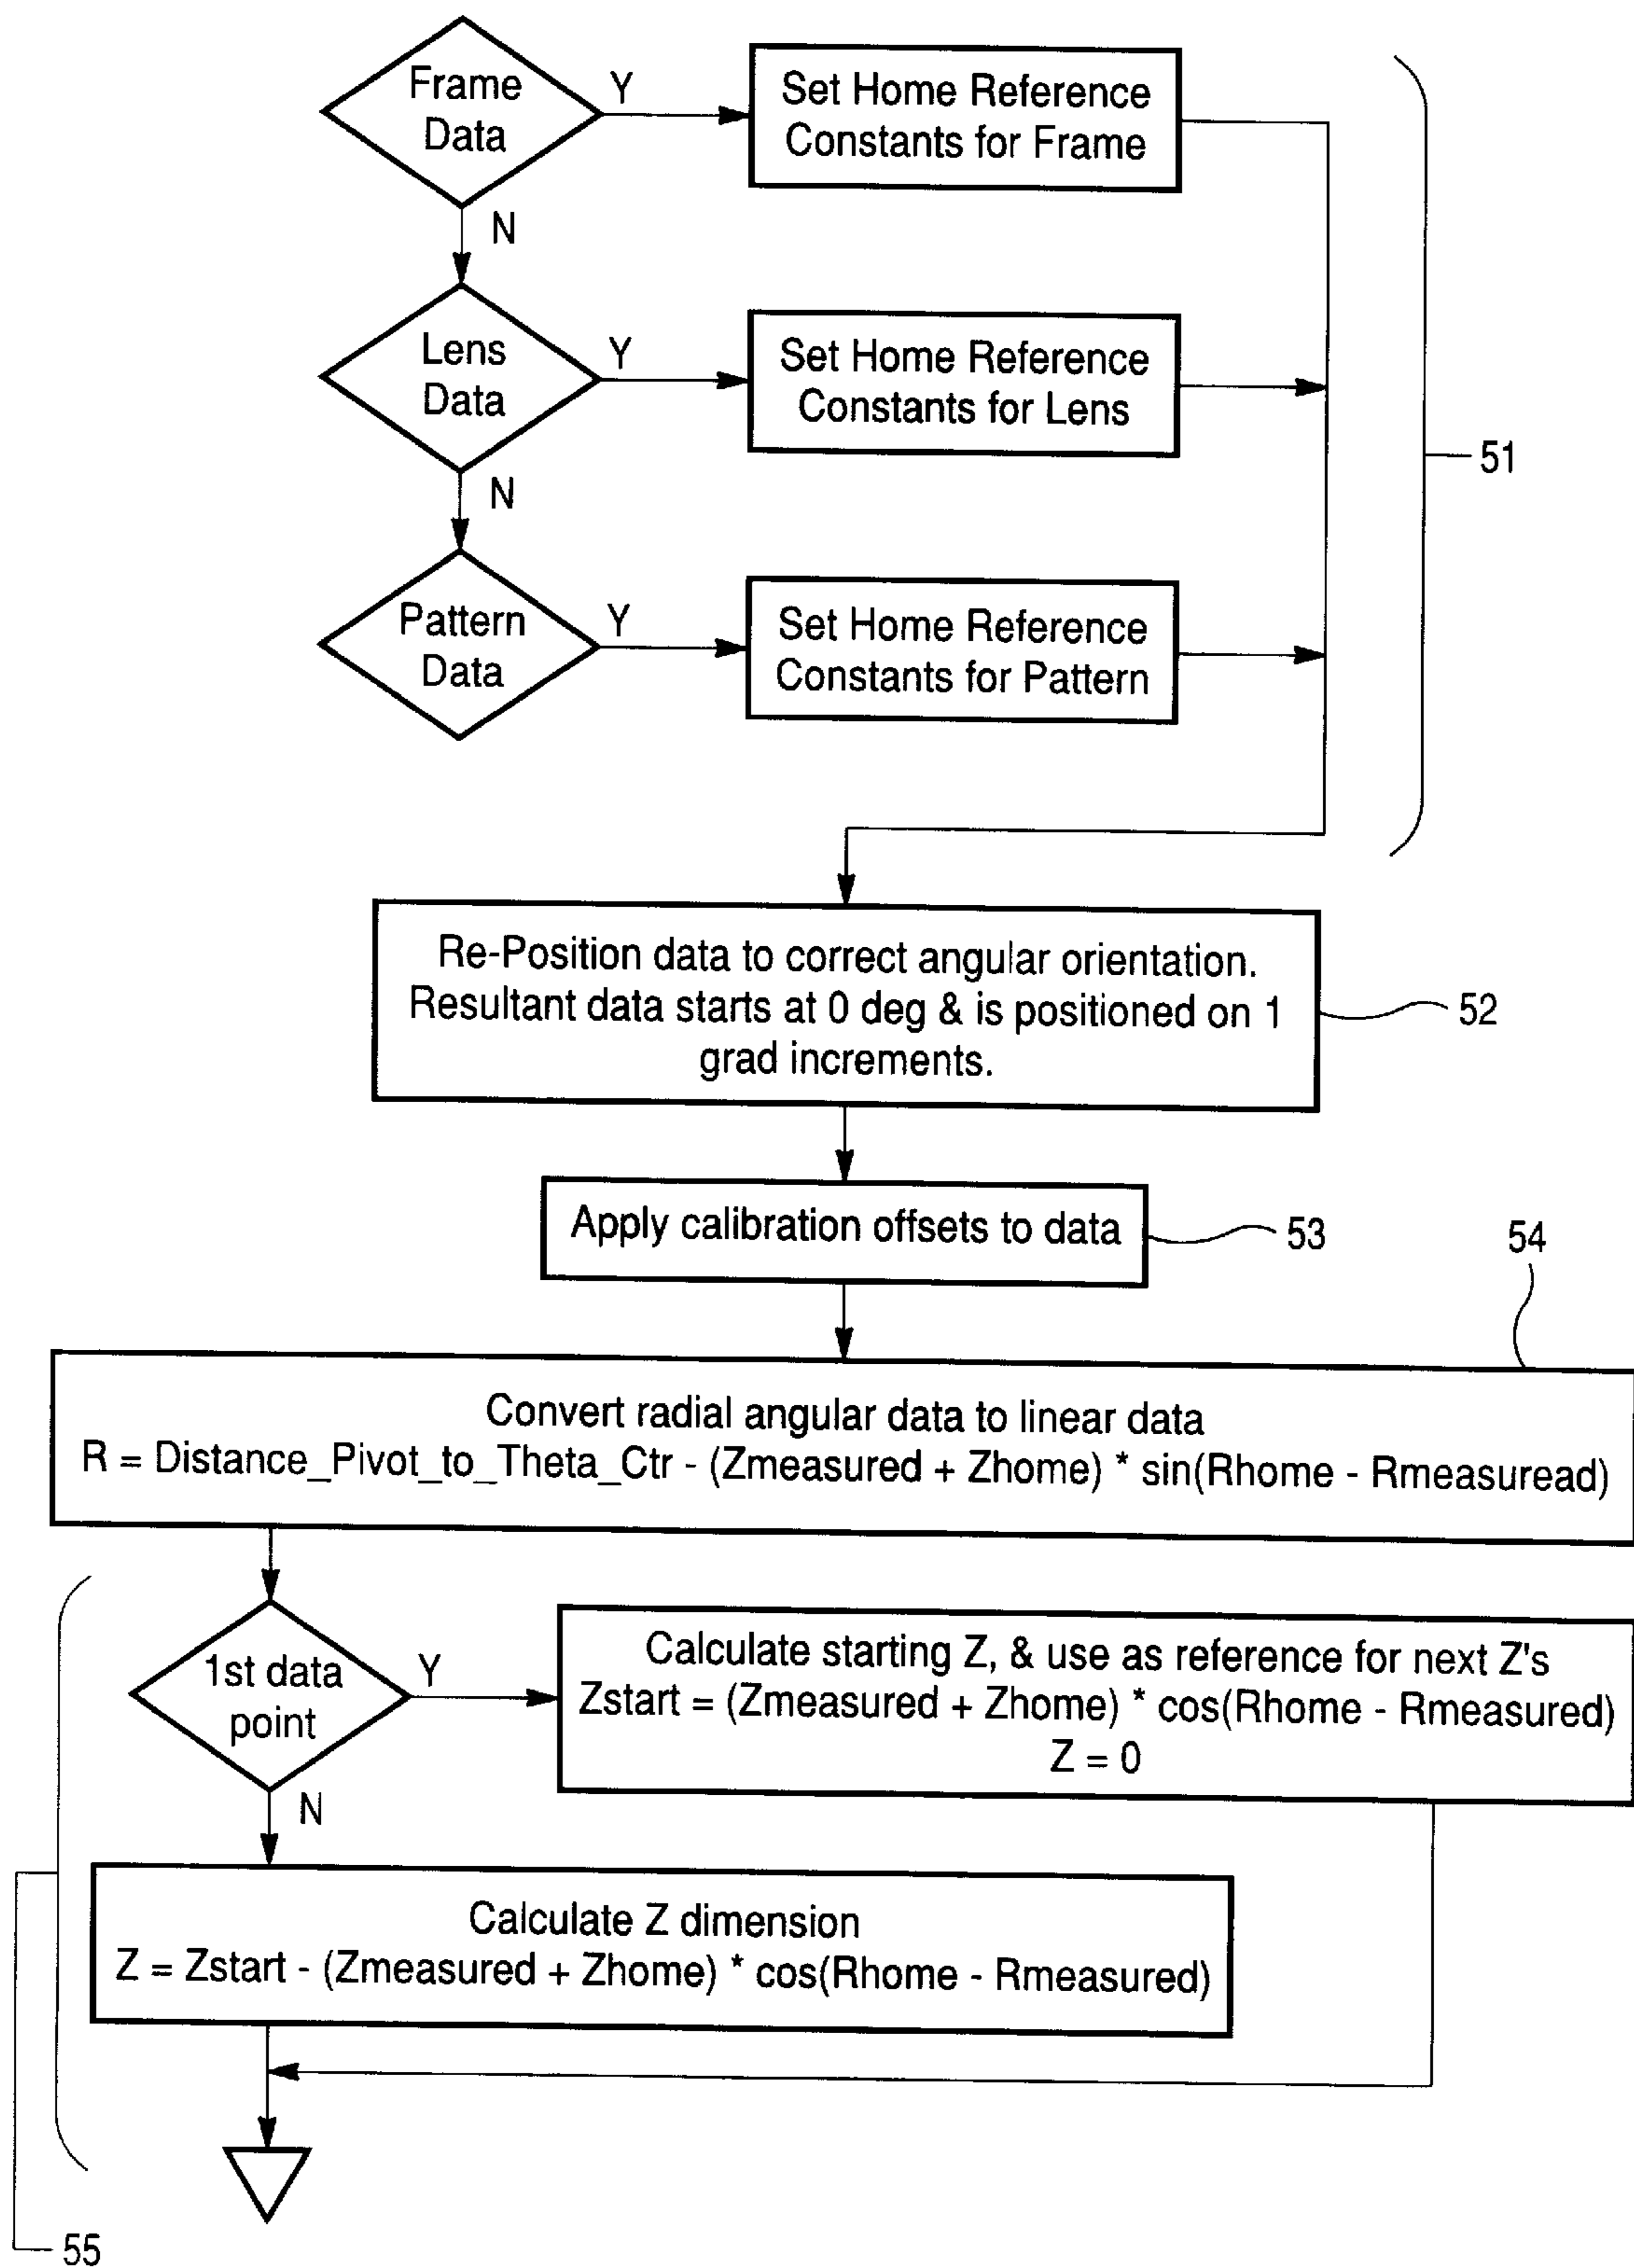 Frame
Data
Y
Set Home Reference
Constants for Frame
N
Lens
Data
Y
Set Home Reference
Constants for Lens
51
N
Pattern
Data
Y
Set Home Reference
Constants for Pattern
Re-Position data to correct angular orientation.
Resultant data starts at 0 deg & is positioned on 1
grad increments.
52
Apply calibration offsets to data
53
54
Convert radial angular data to linear data
R = Distance_Pivot_to_Theta_Ctr - (Zmeasured + Zhome) * sin(Rhome - Rmeasuread)
1st data
point
Y
Calculate starting Z, & use as reference for next Z's
Zstart = (Zmeasured + Zhome) * cos(Rhome - Rmeasured)
Z = 0
N
Calculate Z dimension
Z = Zstart - (Zmeasured + Zhome) * cos(Rhome - Rmeasured)
55